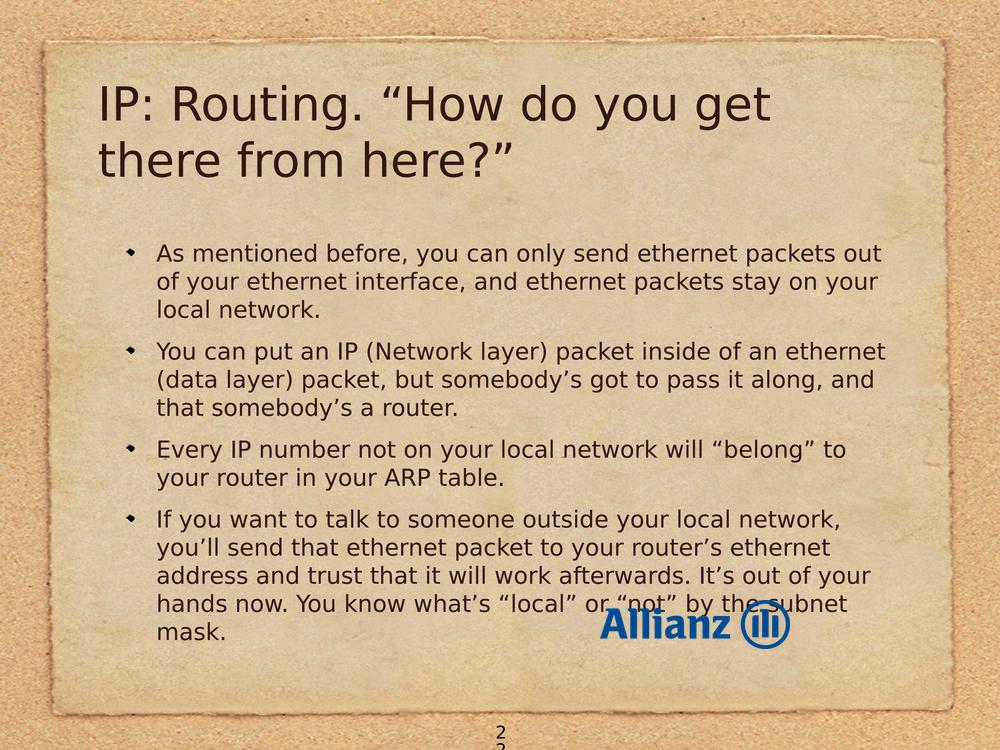 IP: Routing. “How do you get
there from here?”
As mentioned before, you can only send ethernet packets out
of your ethernet interface, and ethernet packets stay on your
local network.
You can put an IP (Network layer) packet inside of an ethernet
(data layer) packet, but somebody’s got to pass it along, and
that somebody’s a router.
Every IP number not on your local network will “belong” to
your router in your ARP table.
If you want to talk to someone outside your local network,
you’ll send that ethernet packet to your router’s ethernet
address and trust that it will work afterwards. It’s out of your
hands now. You know what’s “local” or “not” by the subnet
mask.
Allianz
2
2